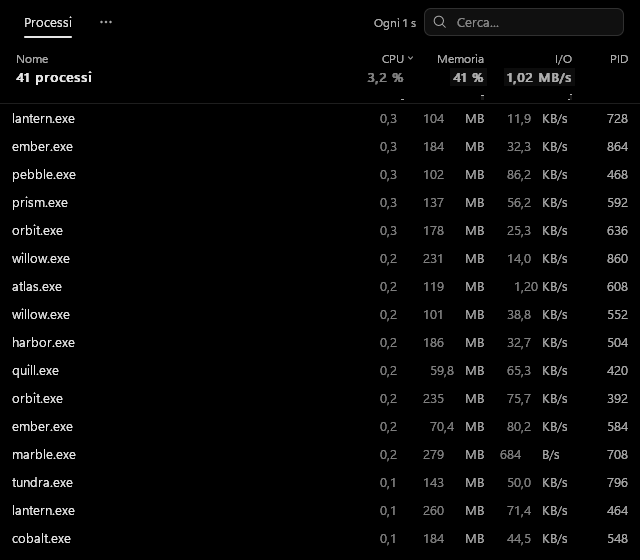 Processi ··· Ogni 1 s Cerca...
Nome CPU Memoria I/O PID
41 processi 3,2 % 41 % 1,02 MB/s
lantern.exe 0,3 104 MB 11,9 KB/s 728
ember.exe 0,3 184 MB 32,3 KB/s 864
pebble.exe 0,3 102 MB 86,2 KB/s 468
prism.exe 0,3 137 MB 56,2 KB/s 592
orbit.exe 0,3 178 MB 25,3 KB/s 636
willow.exe 0,2 231 MB 14,0 KB/s 860
atlas.exe 0,2 119 MB 1,20 KB/s 608
willow.exe 0,2 101 MB 38,8 KB/s 552
harbor.exe 0,2 186 MB 32,7 KB/s 504
quill.exe 0,2 59,8 MB 65,3 KB/s 420
orbit.exe 0,2 235 MB 75,7 KB/s 392
ember.exe 0,2 70,4 MB 80,2 KB/s 584
marble.exe 0,2 279 MB 684 B/s 708
tundra.exe 0,1 143 MB 50,0 KB/s 796
lantern.exe 0,1 260 MB 71,4 KB/s 464
cobalt.exe 0,1 184 MB 44,5 KB/s 548